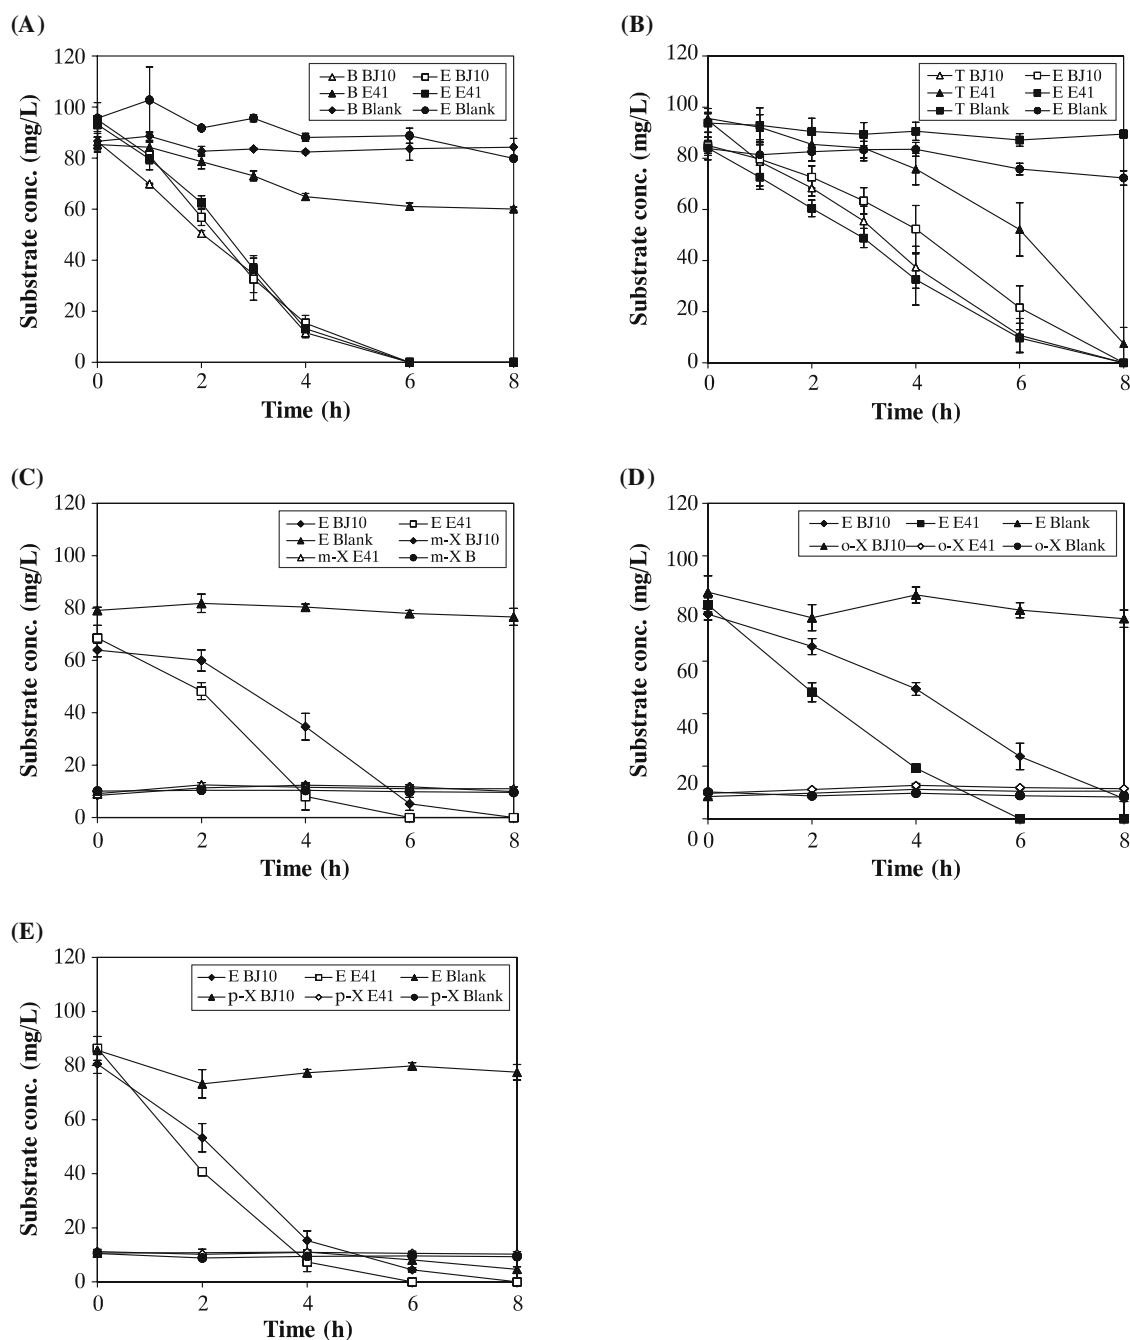 (A)
Substrate conc. (mg/L)
120
100
80
60
40
20
0
B BJ10 E BJ10
B E41 E E41
B Blank E Blank
0 2 4 6 8
Time (h)
(B)
Substrate conc. (mg/L)
120
100
80
60
40
20
0
T BJ10 E BJ10
T E41 E E41
T Blank E Blank
0 2 4 6 8
Time (h)
(C)
Substrate conc. (mg/L)
120
100
80
60
40
20
0
E BJ10 E E41
E Blank m-X BJ10
m-X E41 m-X B
0 2 4 6 8
Time (h)
(D)
Substrate conc. (mg/L)
120
100
80
60
40
20
0
E BJ10 E E41 E Blank
o-X BJ10 o-X E41 o-X Blank
0 2 4 6 8
Time (h)
(E)
Substrate conc. (mg/L)
120
100
80
60
40
20
0
E BJ10 E E41 E Blank
p-X BJ10 p-X E41 p-X Blank
0 2 4 6 8
Time (h)